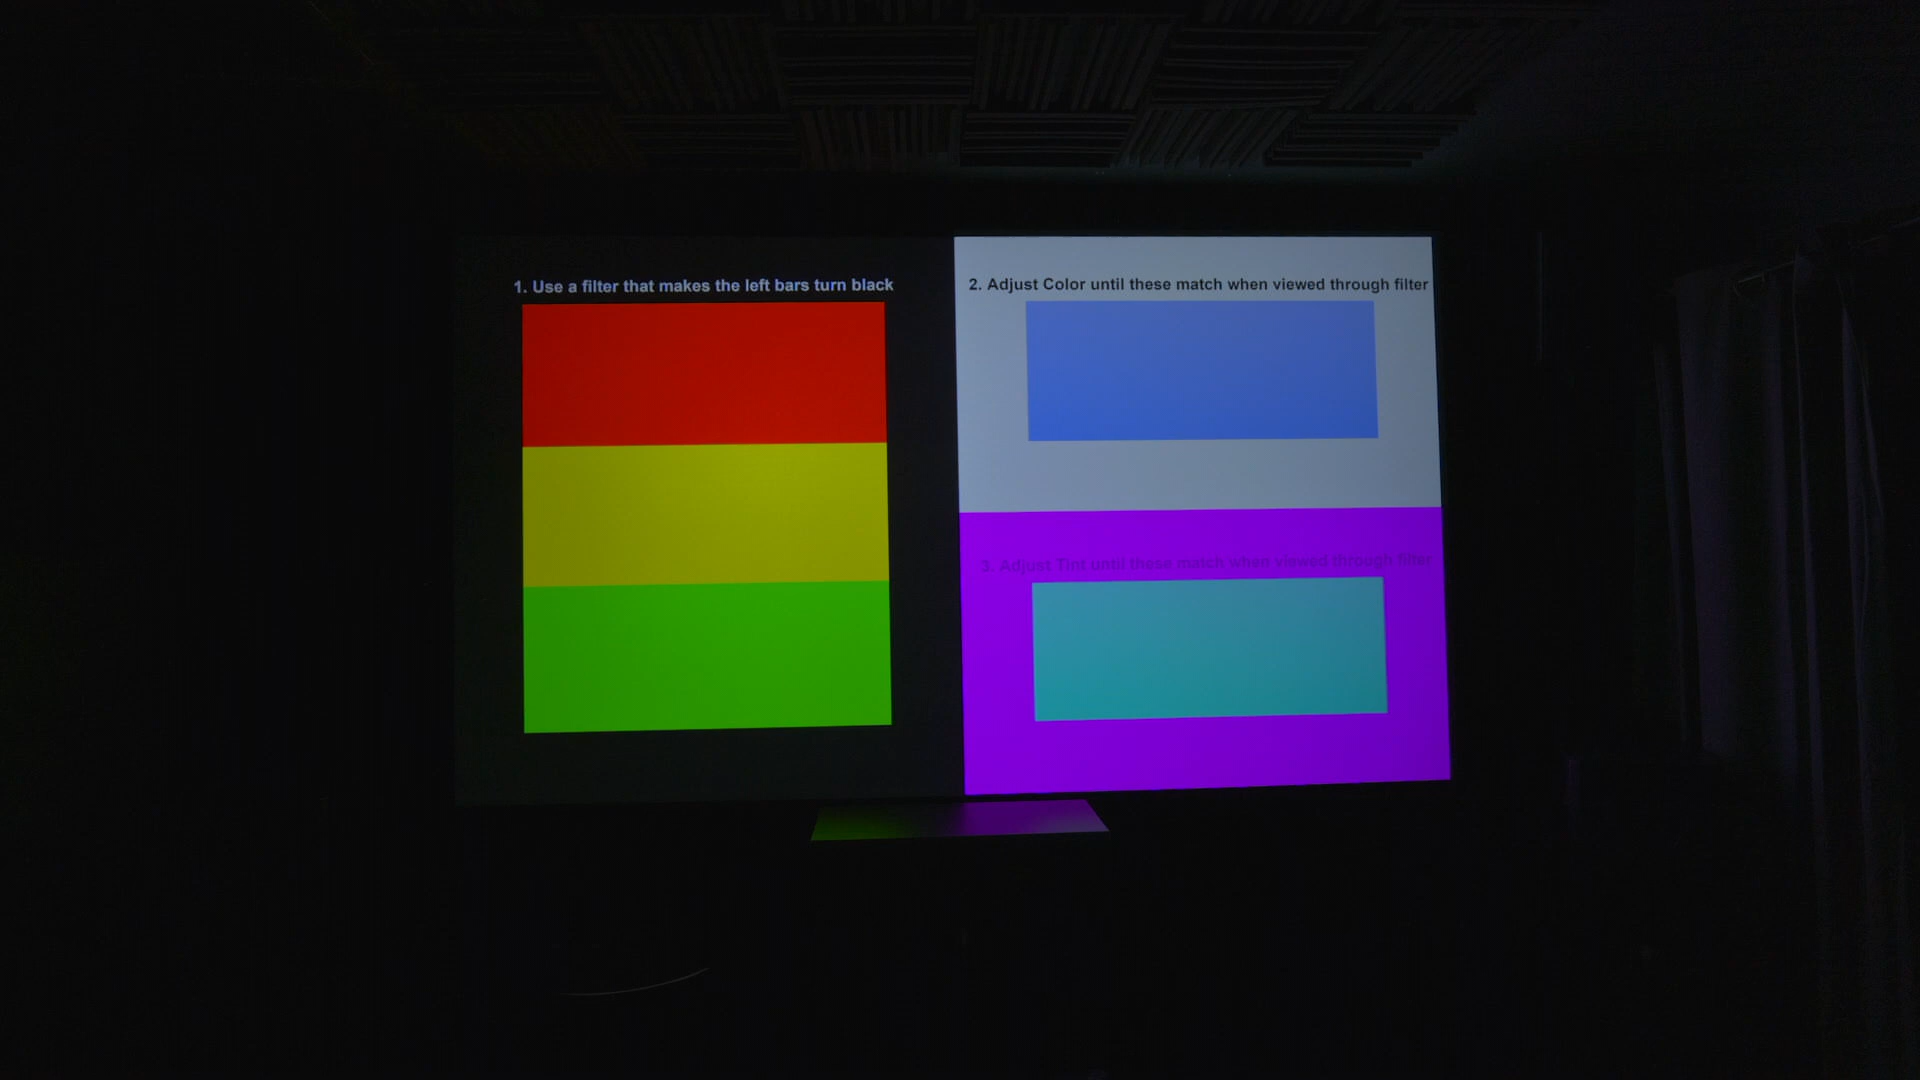 1. Use a filter that makes the left bars turn black
2. Adjust Color until these match when viewed through filter
3. Adjust Tint until these match when viewed through filter